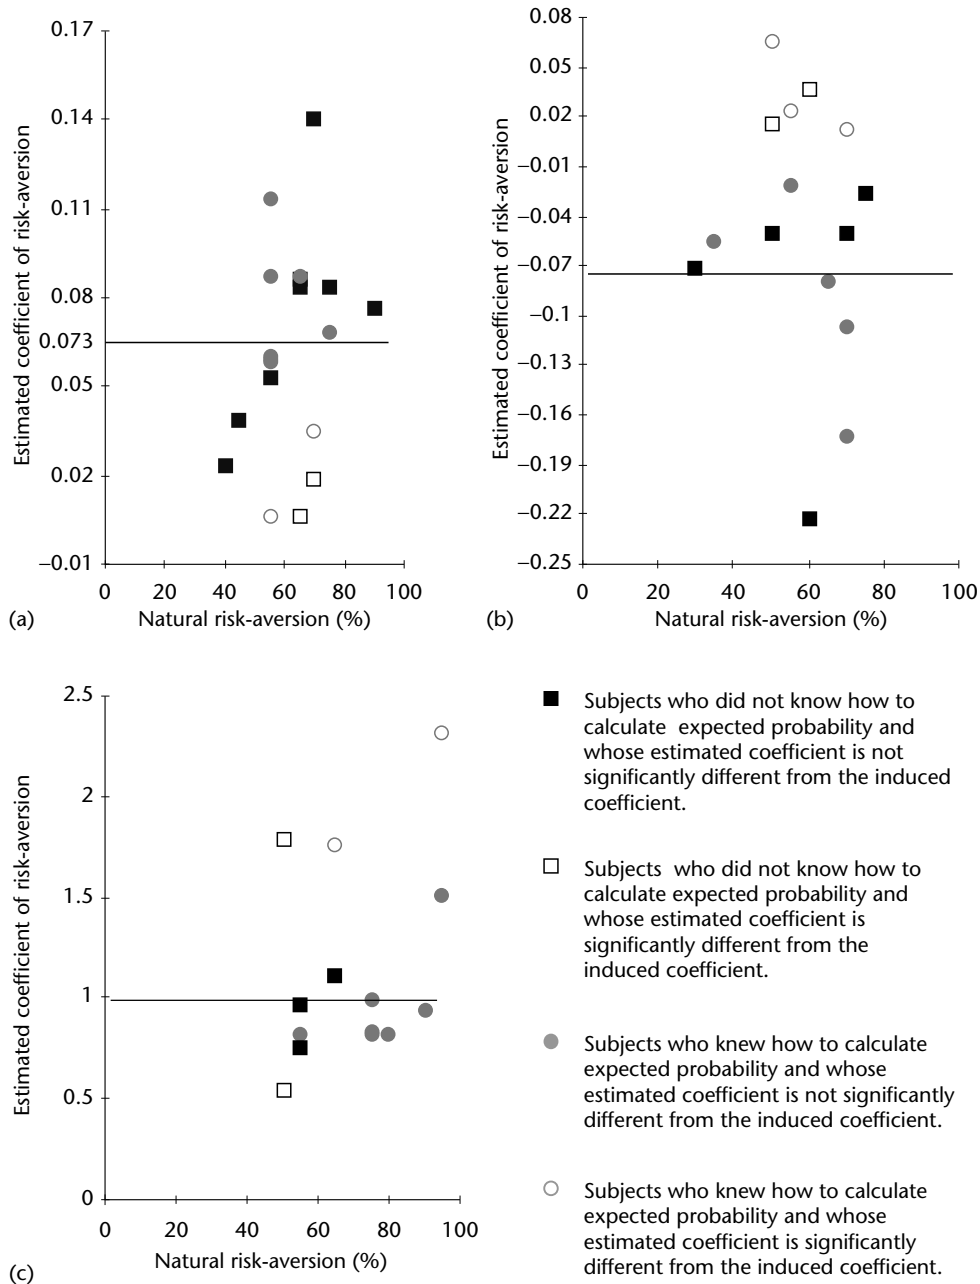 0.17
0.14
0.11
0.08
0.073
0.05
0.02
−0.01
0 20 40 60 80 100
Estimated coefficient of risk-aversion
Natural risk-aversion (%)
(a)
0.08
0.05
0.02
−0.01
−0.04
−0.07
−0.1
−0.13
−0.16
−0.19
−0.22
−0.25
0 20 40 60 80 100
Estimated coefficient of risk-aversion
Natural risk-aversion (%)
(b)
2.5
2
1.5
1
0.5
0
0 20 40 60 80 100
Estimated coefficient of risk-aversion
Natural risk-aversion (%)
(c)
Subjects who did not know how to
calculate expected probability and
whose estimated coefficient is not
significantly different from the induced
coefficient.
Subjects who did not know how to
calculate expected probability and
whose estimated coefficient is
significantly different from the
induced coefficient.
Subjects who knew how to calculate
expected probability and whose
estimated coefficient is not significantly
different from the induced coefficient.
Subjects who knew how to calculate
expected probability and whose
estimated coefficient is significantly
different from the induced coefficient.